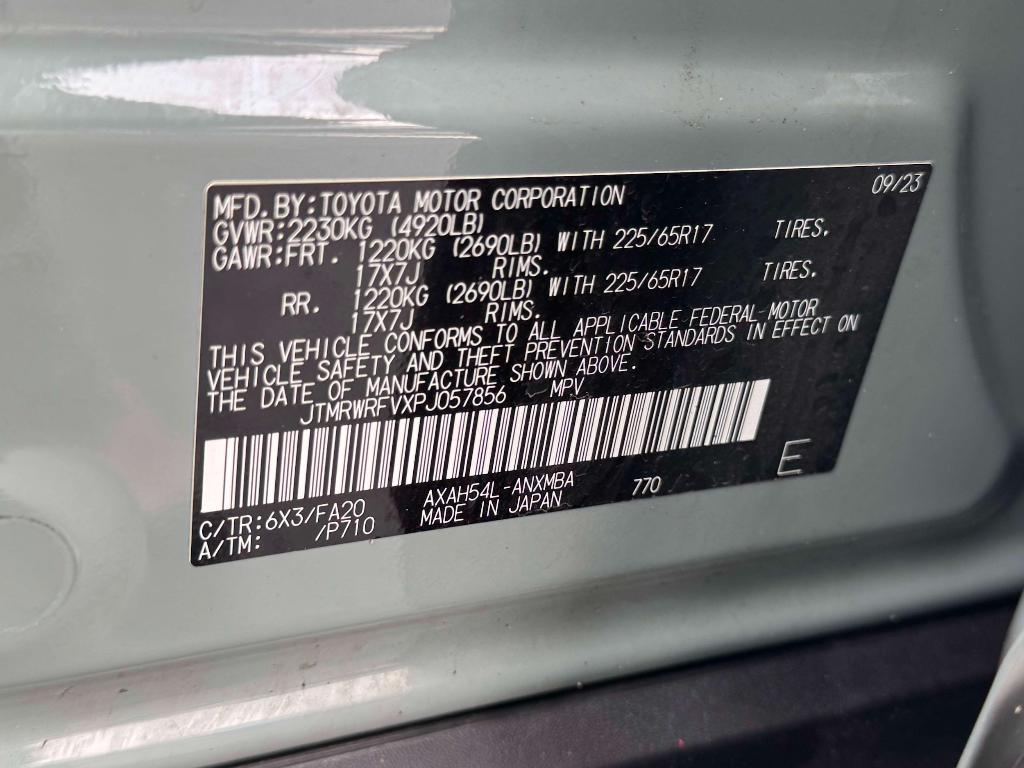 09/23
MFD.BY:TOYOTA MOTOR CORPORATION
GVWR:2230KG (4920LB)
GAWR:FRT. 1220KG (2690LB) WITH 225/65R17 TIRES.
17X7J RIMS.
RR. 1220KG (2690LB) WITH 225/65R17 TIRES.
17X7J RIMS.
THIS VEHICLE CONFORMS TO ALL APPLICABLE FEDERAL MOTOR
VEHICLE SAFETY AND THEFT PREVENTION STANDARDS IN EFFECT ON
THE DATE OF MANUFACTURE SHOWN ABOVE.
JTMRWRFVXPJ057856 MPV
C/TR:6X3/FA20 AXAH54L-ANXMBA 770 E
A/TM: /P710 MADE IN JAPAN